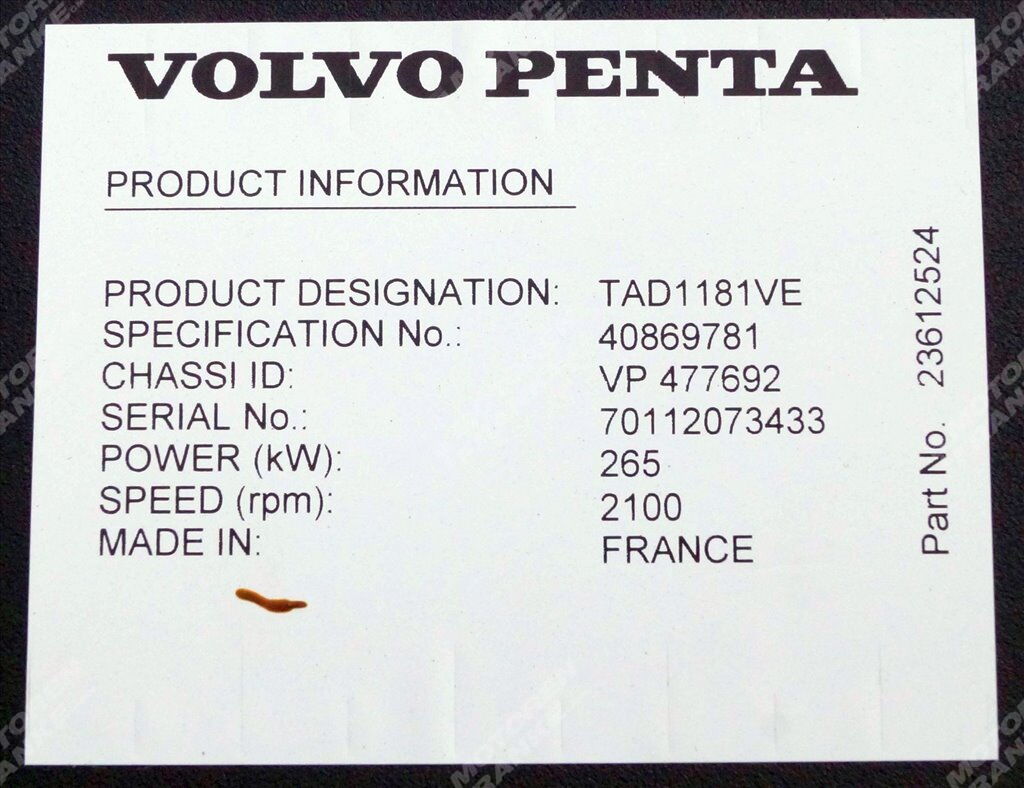 VOLVO PENTA
PRODUCT INFORMATION
PRODUCT DESIGNATION: TAD1181VE
SPECIFICATION No.: 40869781
CHASSI ID: VP 477692
SERIAL No.: 70112073433
POWER (kW): 265
SPEED (rpm): 2100
MADE IN: FRANCE
Part No. 23612524